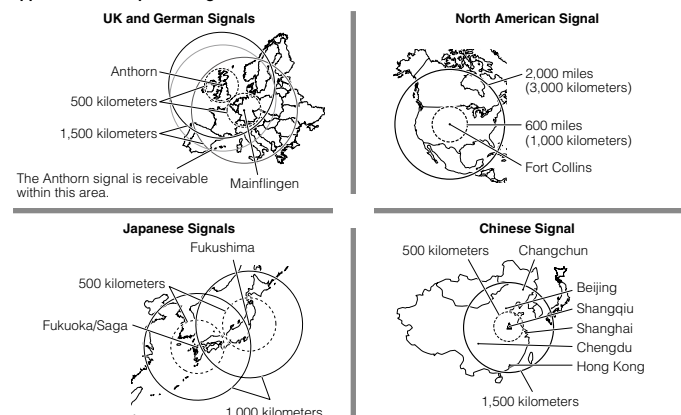 UK and German Signals
Anthorn
500 kilometers
1,500 kilometers
The Anthorn signal is receivable
within this area.
Mainflingen
North American Signal
2,000 miles
(3,000 kilometers)
600 miles
(1,000 kilometers)
Fort Collins
Japanese Signals
Fukushima
500 kilometers
Fukuoka/Saga
1,000 kilometers
Chinese Signal
500 kilometers
Changchun
Beijing
Shangqiu
Shanghai
Chengdu
Hong Kong
1,500 kilometers